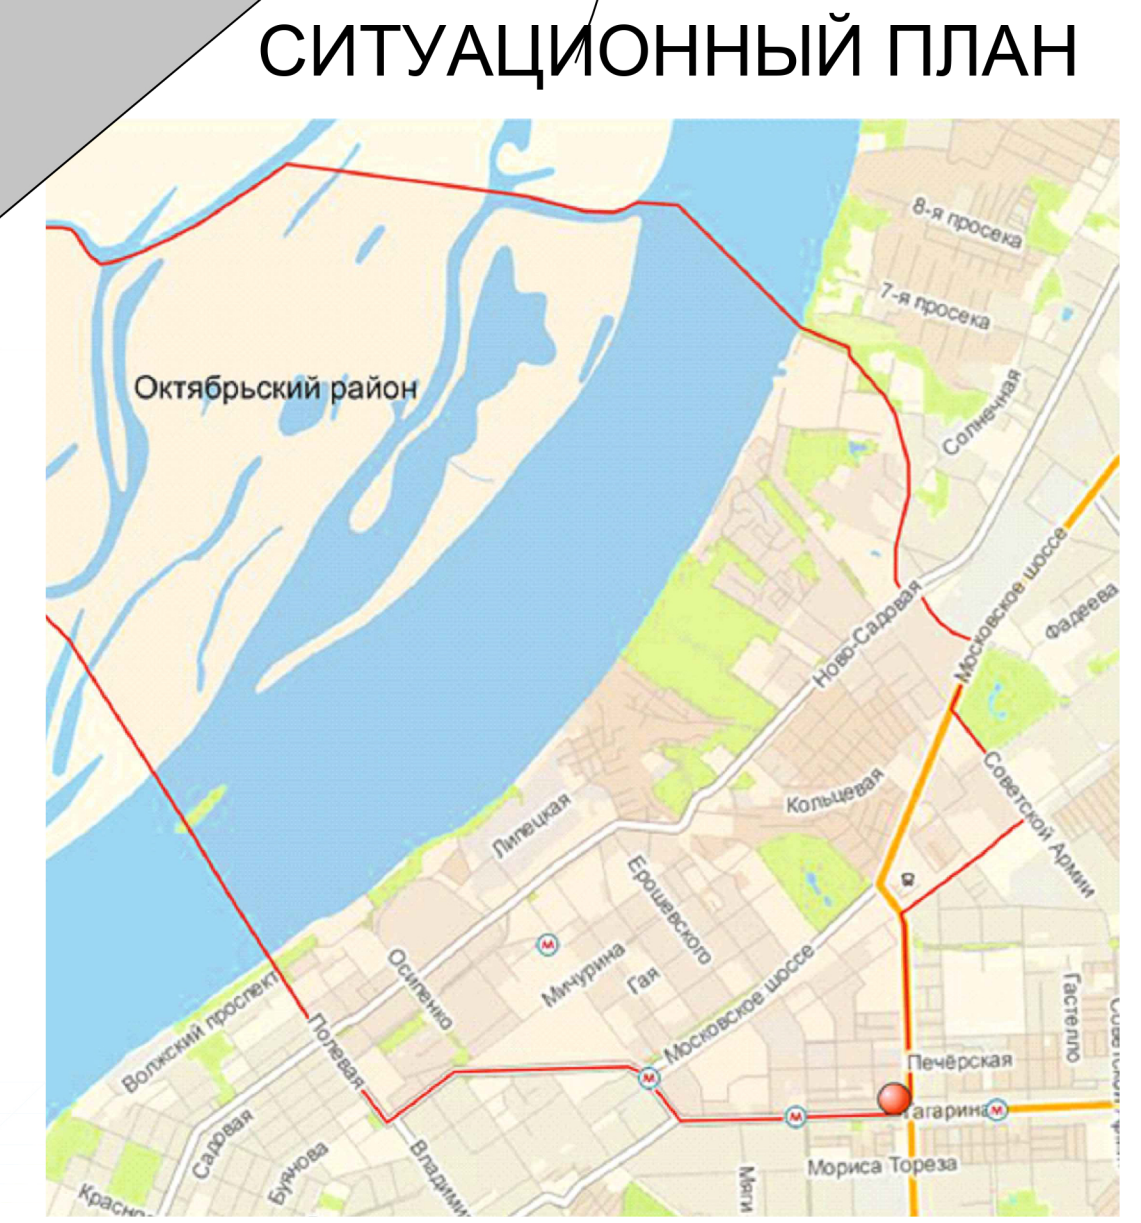 СИТУАЦИОННЫЙ ПЛАН
8-я просека
7-я просека
Октябрьский район
Солнечная
Московское шоссе
Фадеева
Ново-Садовая
Советской Армии
Кольцевая
Липецкая
Ерошевского
М
Мичурина
Гая
Осипенко
Московское шоссе
Волжский проспект
Полевая
Гастелло
Печёрская
М
М
Гагарина
М
Садовая
Буянова
Мориса Тореза
Мяги